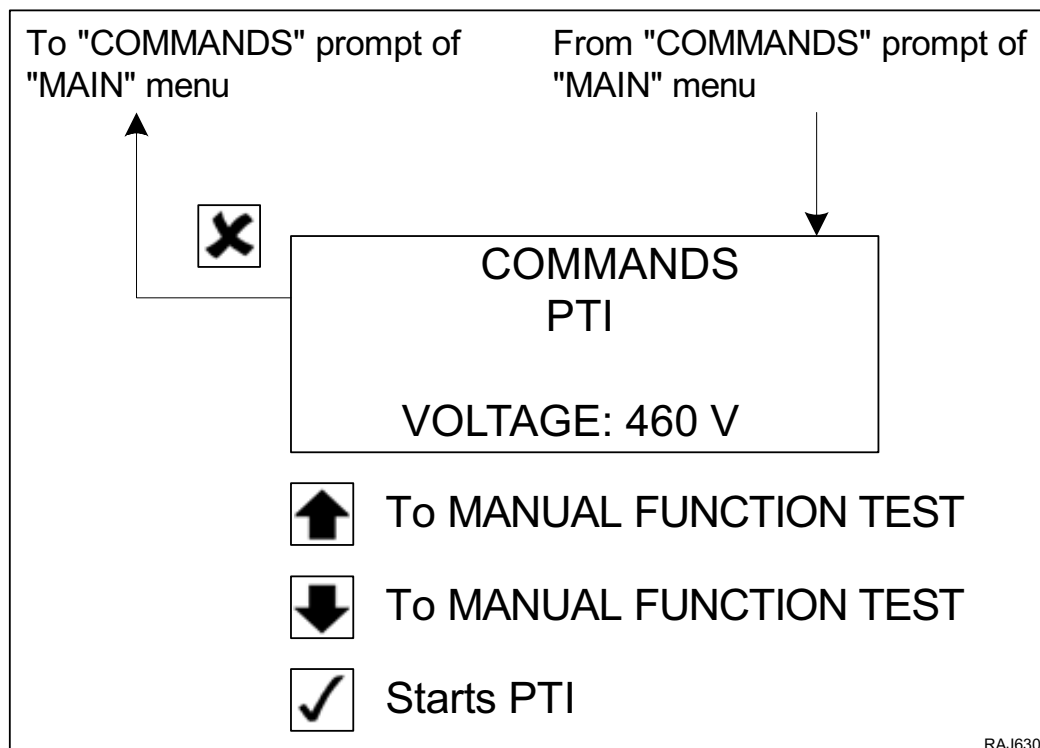 To "COMMANDS" prompt of
"MAIN" menu
From "COMMANDS" prompt of
"MAIN" menu
COMMANDS
PTI
VOLTAGE: 460 V
To MANUAL FUNCTION TEST
To MANUAL FUNCTION TEST
Starts PTI
RAJ630